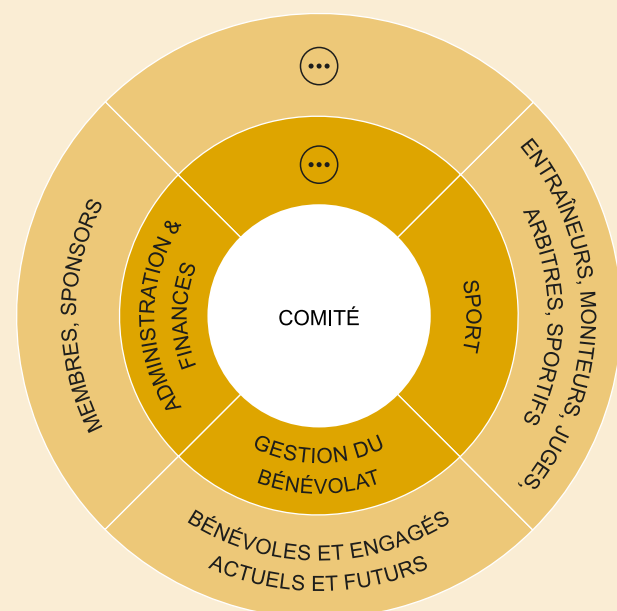 COMITÉ
ADMINISTRATION &
FINANCES
SPORT
GESTION DU
BÉNÉVOLAT
MEMBRES, SPONSORS
ENTRAÎNEURS, MONITEURS, JUGES,
ARBITRES, SPORTIFS
BÉNÉVOLES ET ENGAGÉS
ACTUELS ET FUTURS